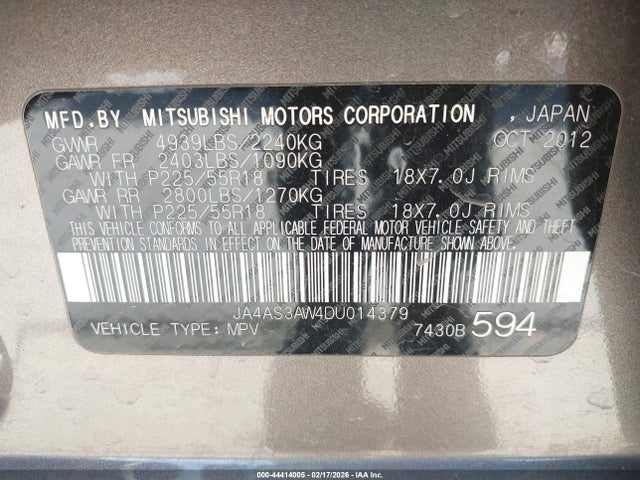 MFD.BY MITSUBISHI MOTORS CORPORATION , JAPAN
GVWR 4939LBS/2240KG OCT 2012
GAWR FR 2403LBS/1090KG
WITH P225/55R18 TIRES 18X7.0J RIMS
GAWR RR 2800LBS/1270KG
WITH P225/55R18 TIRES 18X7.0J RIMS
THIS VEHICLE CONFORMS TO ALL APPLICABLE FEDERAL MOTOR VEHICLE SAFETY AND THEFT
PREVENTION STANDARDS IN EFFECT ON THE DATE OF MANUFACTURE SHOWN ABOVE.
JA4AS3AW4DU014379
VEHICLE TYPE: MPV 7430B 594
000-44414005 - 02/17/2026 - IAA Inc.